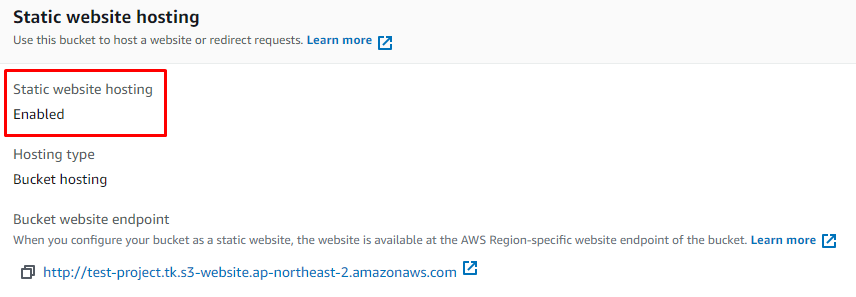 Static website hosting
Use this bucket to host a website or redirect requests. Learn more
Static website hosting
Enabled
Hosting type
Bucket hosting
Bucket website endpoint
When you configure your bucket as a static website, the website is available at the AWS Region-specific website endpoint of the bucket. Learn more
http://test-project.tk.s3-website.ap-northeast-2.amazonaws.com